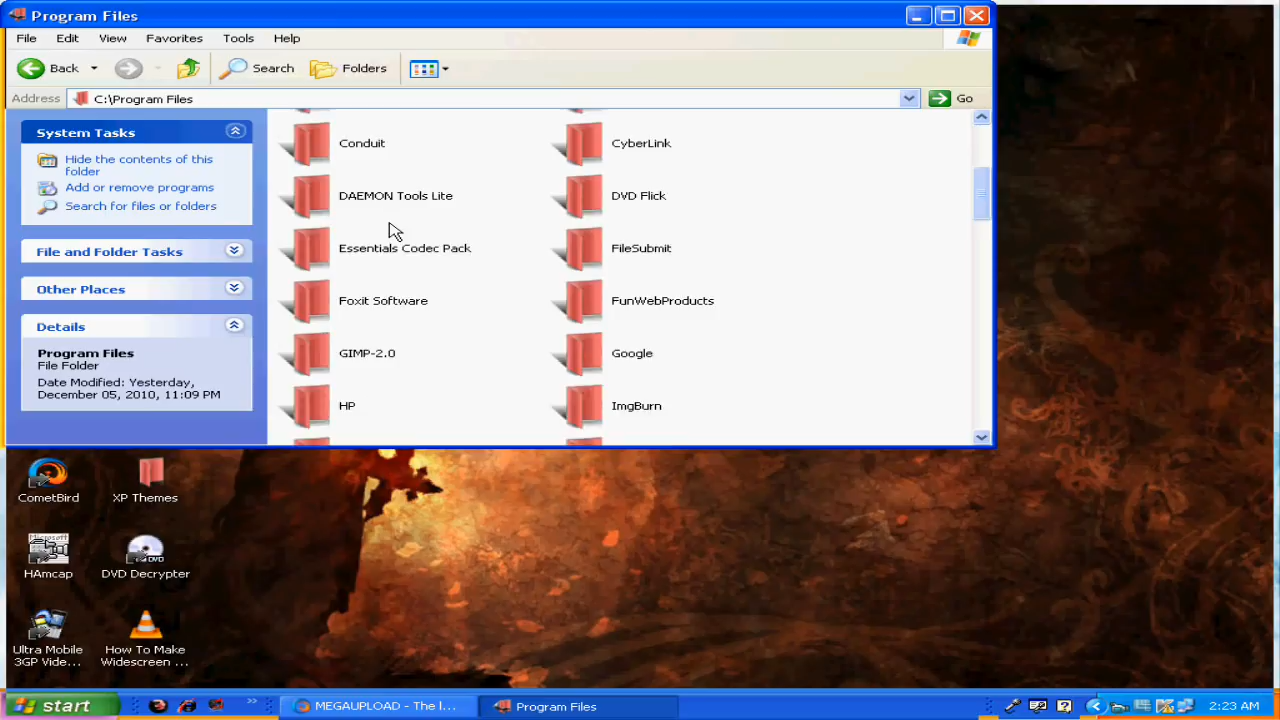 Program Files
File Edit View Favorites Tools Help
Back Search Folders
Address C:\Program Files Go
System Tasks
Hide the contents of this
folder
Add or remove programs
Search for files or folders
File and Folder Tasks
Other Places
Details
Program Files
File Folder
Date Modified: Yesterday,
December 05, 2010, 11:09 PM
Conduit CyberLink
DAEMON Tools Lite DVD Flick
Essentials Codec Pack FileSubmit
Foxit Software FunWebProducts
GIMP-2.0 Google
HP ImgBurn
CometBird XP Themes
Microsoft
HAmcap DVD Decrypter
DVD
Ultra Mobile
3GP Vide...
How To Make
Widescreen ...
start MEGAUPLOAD - The l... Program Files 2:23 AM